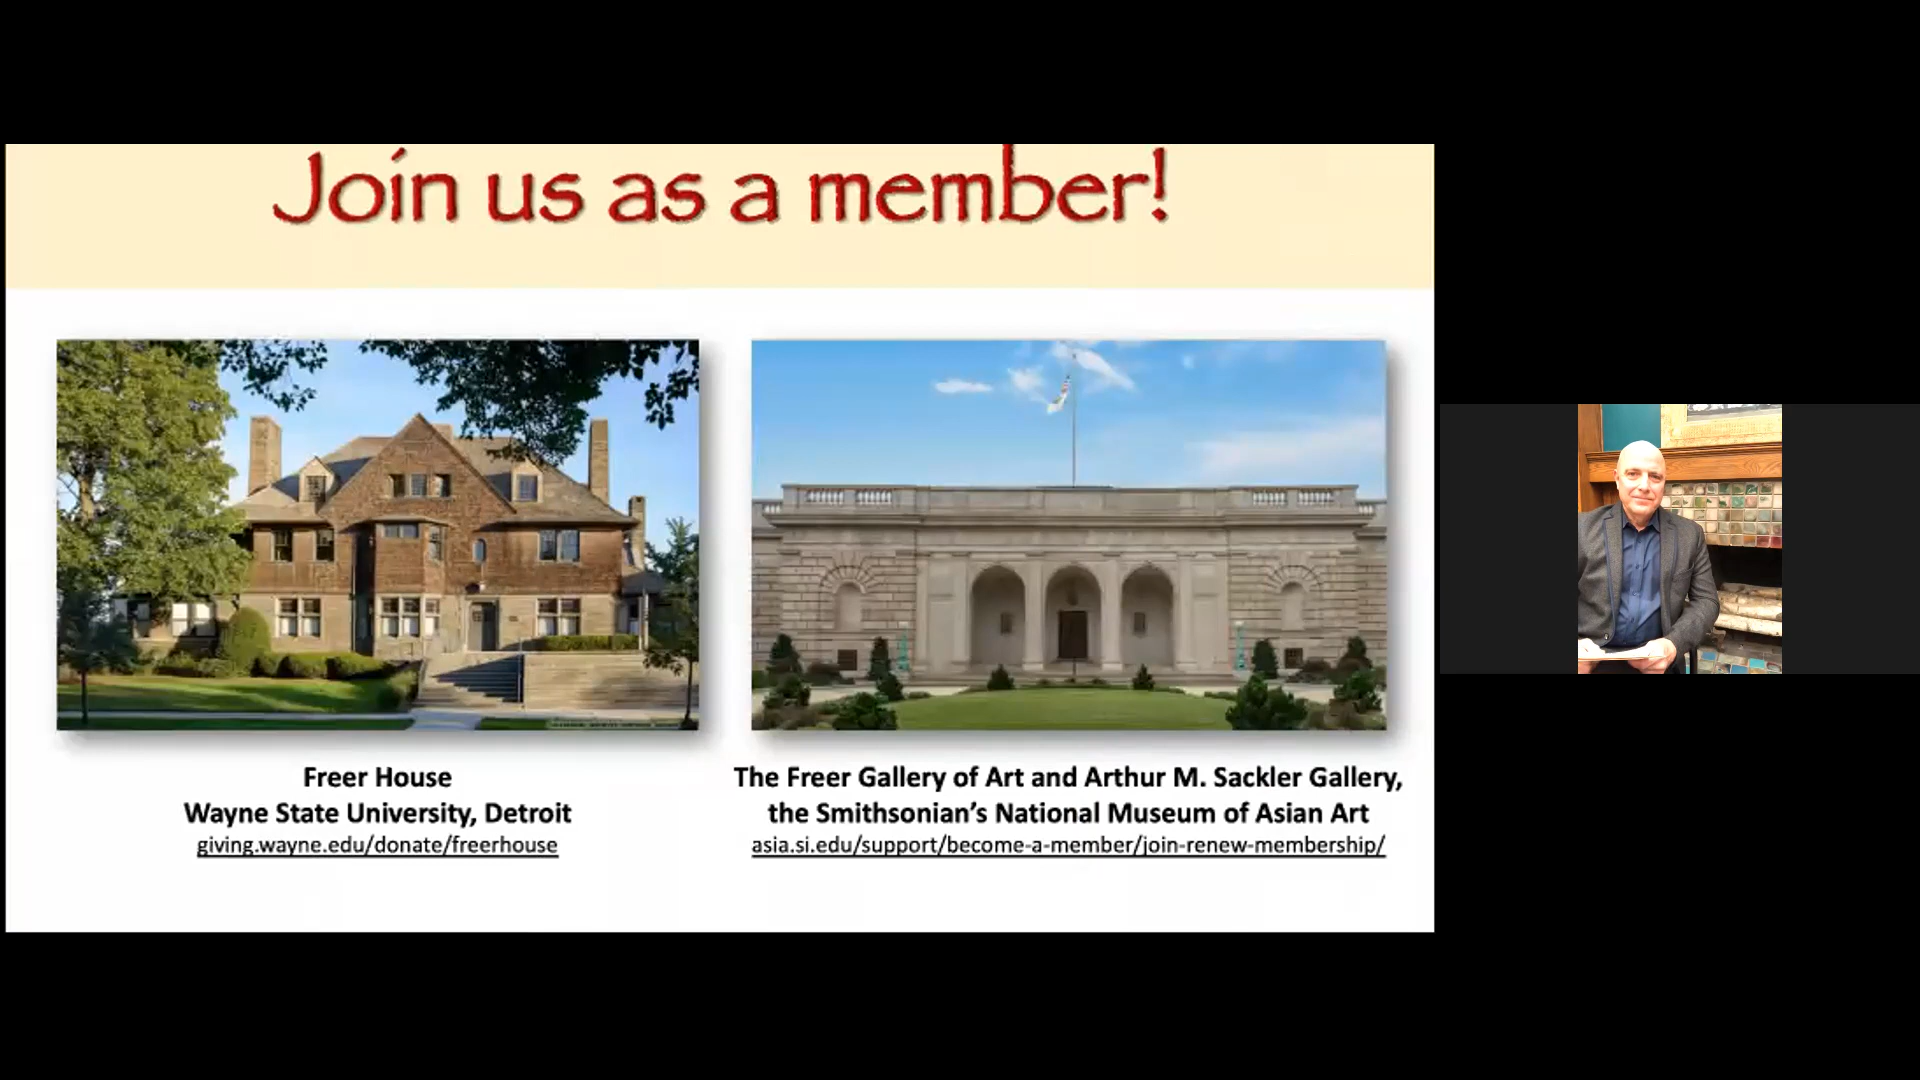 Join us as a member!
Freer House
Wayne State University, Detroit
giving.wayne.edu/donate/freerhouse
The Freer Gallery of Art and Arthur M. Sackler Gallery,
the Smithsonian’s National Museum of Asian Art
asia.si.edu/support/become-a-member/join-renew-membership/